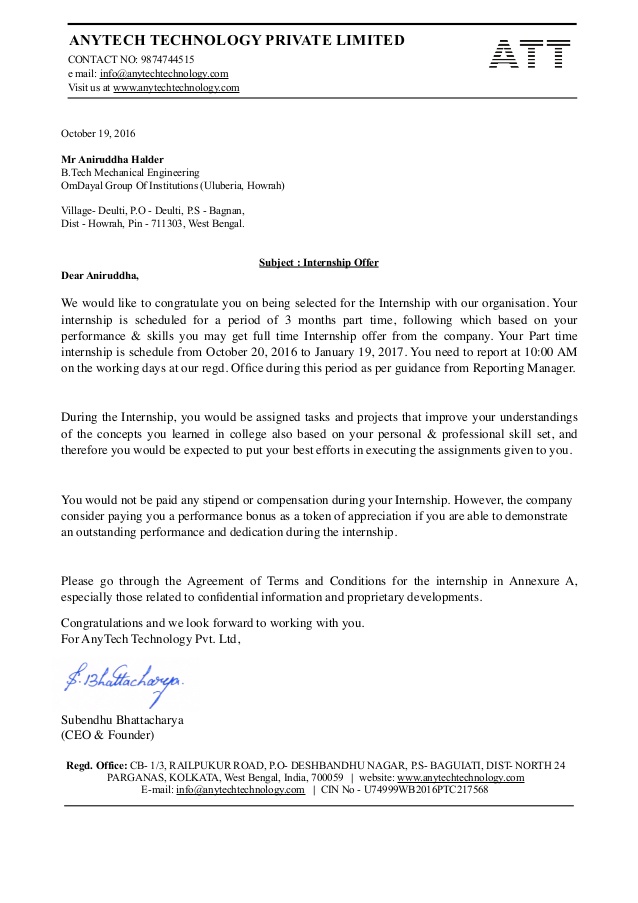 ANYTECH TECHNOLOGY PRIVATE LIMITED
ATT
CONTACT NO: 9874744515
e mail: info@anytechtechnology.com
Visit us at www.anytechtechnology.com
October 19, 2016
Mr Aniruddha Halder
B.Tech Mechanical Engineering
OmDayal Group Of Institutions (Uluberia, Howrah)
Village- Deulti, P.O - Deulti, P.S - Bagnan,
Dist - Howrah, Pin - 711303, West Bengal.
Subject : Internship Offer
Dear Aniruddha,
We would like to congratulate you on being selected for the Internship with our organisation. Your
internship is scheduled for a period of 3 months part time, following which based on your
performance & skills you may get full time Internship offer from the company. Your Part time
internship is schedule from October 20, 2016 to January 19, 2017. You need to report at 10:00 AM
on the working days at our regd. Office during this period as per guidance from Reporting Manager.
During the Internship, you would be assigned tasks and projects that improve your understandings
of the concepts you learned in college also based on your personal & professional skill set, and
therefore you would be expected to put your best efforts in executing the assignments given to you.
You would not be paid any stipend or compensation during your Internship. However, the company
consider paying you a performance bonus as a token of appreciation if you are able to demonstrate
an outstanding performance and dedication during the internship.
Please go through the Agreement of Terms and Conditions for the internship in Annexure A,
especially those related to confidential information and proprietary developments.
Congratulations and we look forward to working with you.
For AnyTech Technology Pvt. Ltd,
S. Bhattacharya.
Subendhu Bhattacharya
(CEO & Founder)
Regd. Office: CB- 1/3, RAILPUKUR ROAD, P.O- DESHBANDHU NAGAR, P.S- BAGUIATI, DIST- NORTH 24
PARGANAS, KOLKATA, West Bengal, India, 700059 | website: www.anytechtechnology.com
E-mail: info@anytechtechnology.com | CIN No - U74999WB2016PTC217568